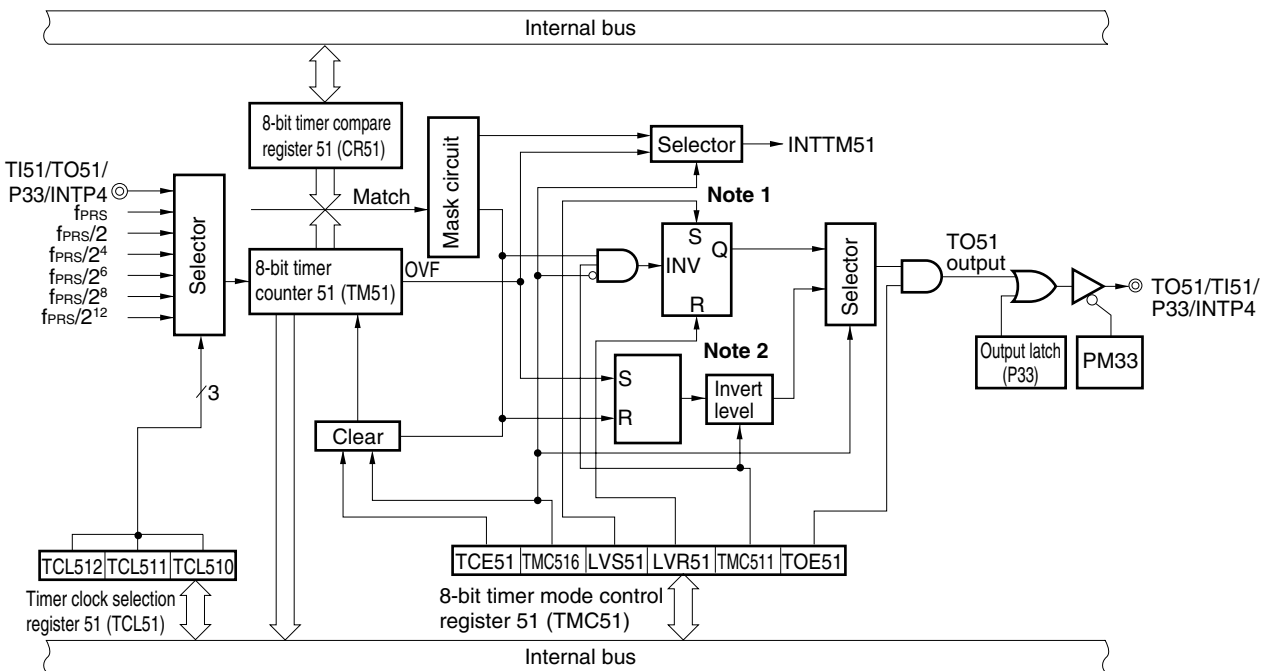 Internal bus
8-bit timer compare
register 51 (CR51)
Mask circuit
Selector
INTTM51
TI51/TO51/
P33/INTP4
fPRS
fPRS/2
fPRS/2⁴
fPRS/2⁶
fPRS/2⁸
fPRS/2¹²
Selector
Match
Note 1
S
Q
INV
R
8-bit timer
counter 51 (TM51)
OVF
Selector
TO51
output
TO51/TI51/
P33/INTP4
Note 2
S
R
Invert
level
Output latch
(P33)
PM33
3
Clear
TCL512 TCL511 TCL510
Timer clock selection
register 51 (TCL51)
TCE51 TMC516 LVS51 LVR51 TMC511 TOE51
8-bit timer mode control
register 51 (TMC51)
Internal bus